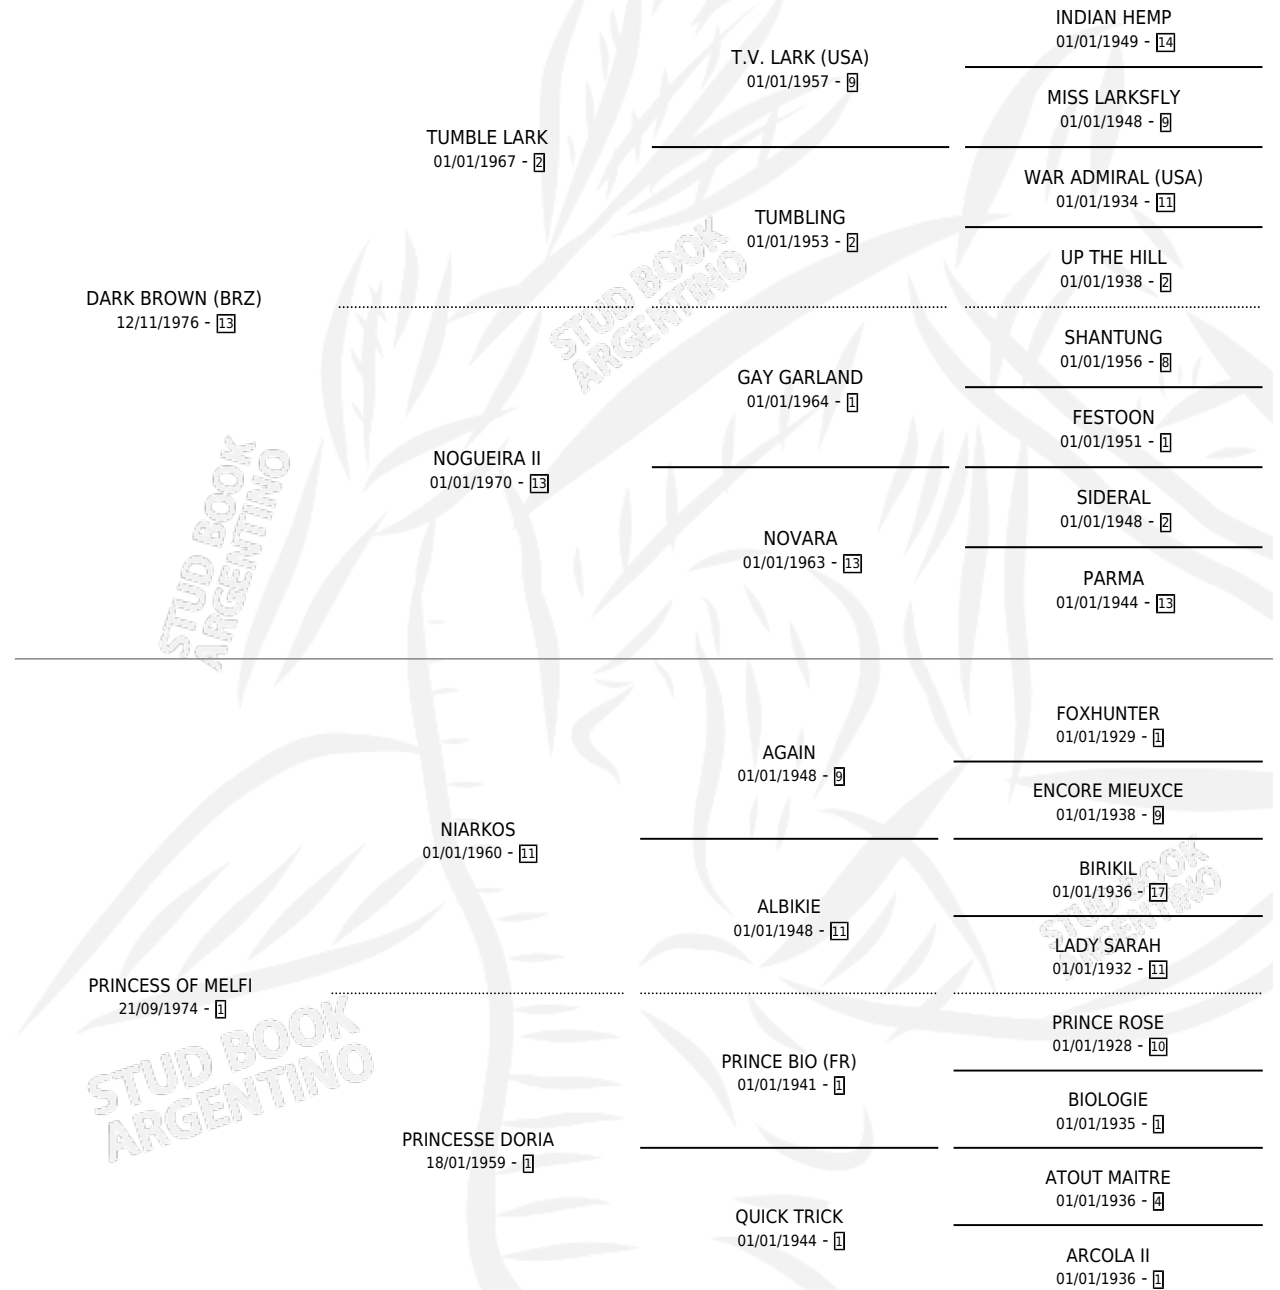 INDIAN HEMP
01/01/1949 - 14
T.V. LARK (USA)
01/01/1957 - 9
MISS LARKSFLY
01/01/1948 - 9
TUMBLE LARK
01/01/1967 - 2
WAR ADMIRAL (USA)
01/01/1934 - 11
TUMBLING
01/01/1953 - 2
UP THE HILL
01/01/1938 - 2
DARK BROWN (BRZ)
12/11/1976 - 13
SHANTUNG
01/01/1956 - 8
GAY GARLAND
01/01/1964 - 1
FESTOON
01/01/1951 - 1
NOGUEIRA II
01/01/1970 - 13
SIDERAL
01/01/1948 - 2
NOVARA
01/01/1963 - 13
PARMA
01/01/1944 - 13
FOXHUNTER
01/01/1929 - 1
AGAIN
01/01/1948 - 9
ENCORE MIEUXCE
01/01/1938 - 9
NIARKOS
01/01/1960 - 11
BIRIKIL
01/01/1936 - 17
ALBIKIE
01/01/1948 - 11
LADY SARAH
01/01/1932 - 11
PRINCESS OF MELFI
21/09/1974 - 1
PRINCE ROSE
01/01/1928 - 10
PRINCE BIO (FR)
01/01/1941 - 1
BIOLOGIE
01/01/1935 - 1
PRINCESSE DORIA
18/01/1959 - 1
ATOUT MAITRE
01/01/1936 - 4
QUICK TRICK
01/01/1944 - 1
ARCOLA II
01/01/1936 - 1
STUD BOOK
ARGENTINO
STUD BOOK
ARGENTINO
STUD BOOK
ARGENTINO
STUD BOOK
ARGENTINO